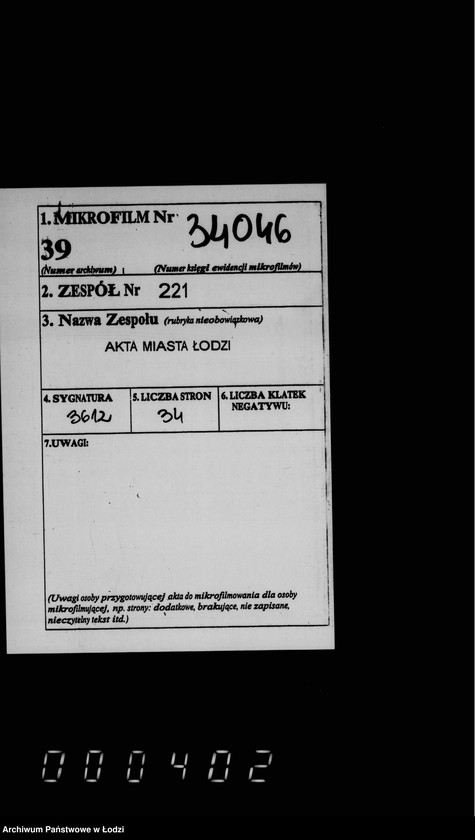 1. MIKROFILM Nr 34046
39
(Numer archiwum) (Numer księgi ewidencji mikrofilmów)
2. ZESPÓŁ Nr 221
3. Nazwa Zespołu (rubryka nieobowiązkowa)
AKTA MIASTA ŁODZI
4. SYGNATURA 5. LICZBA STRON 6. LICZBA KLATEK
NEGATYWU:
3612 34
7.UWAGI:
(Uwagi osoby przygotowującej akta do mikrofilmowania dla osoby
mikrofilmującej, np. strony: dodatkowe, brakujące, nie zapisane,
nieczytelny tekst itd.)
000402
Archiwum Państwowe w Łodzi